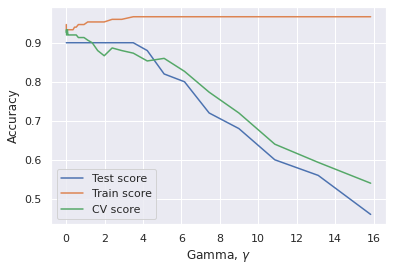 0.9
0.8
0.7
0.6
0.5
Accuracy
Test score
Train score
CV score
0 2 4 6 8 10 12 14 16
Gamma, γ